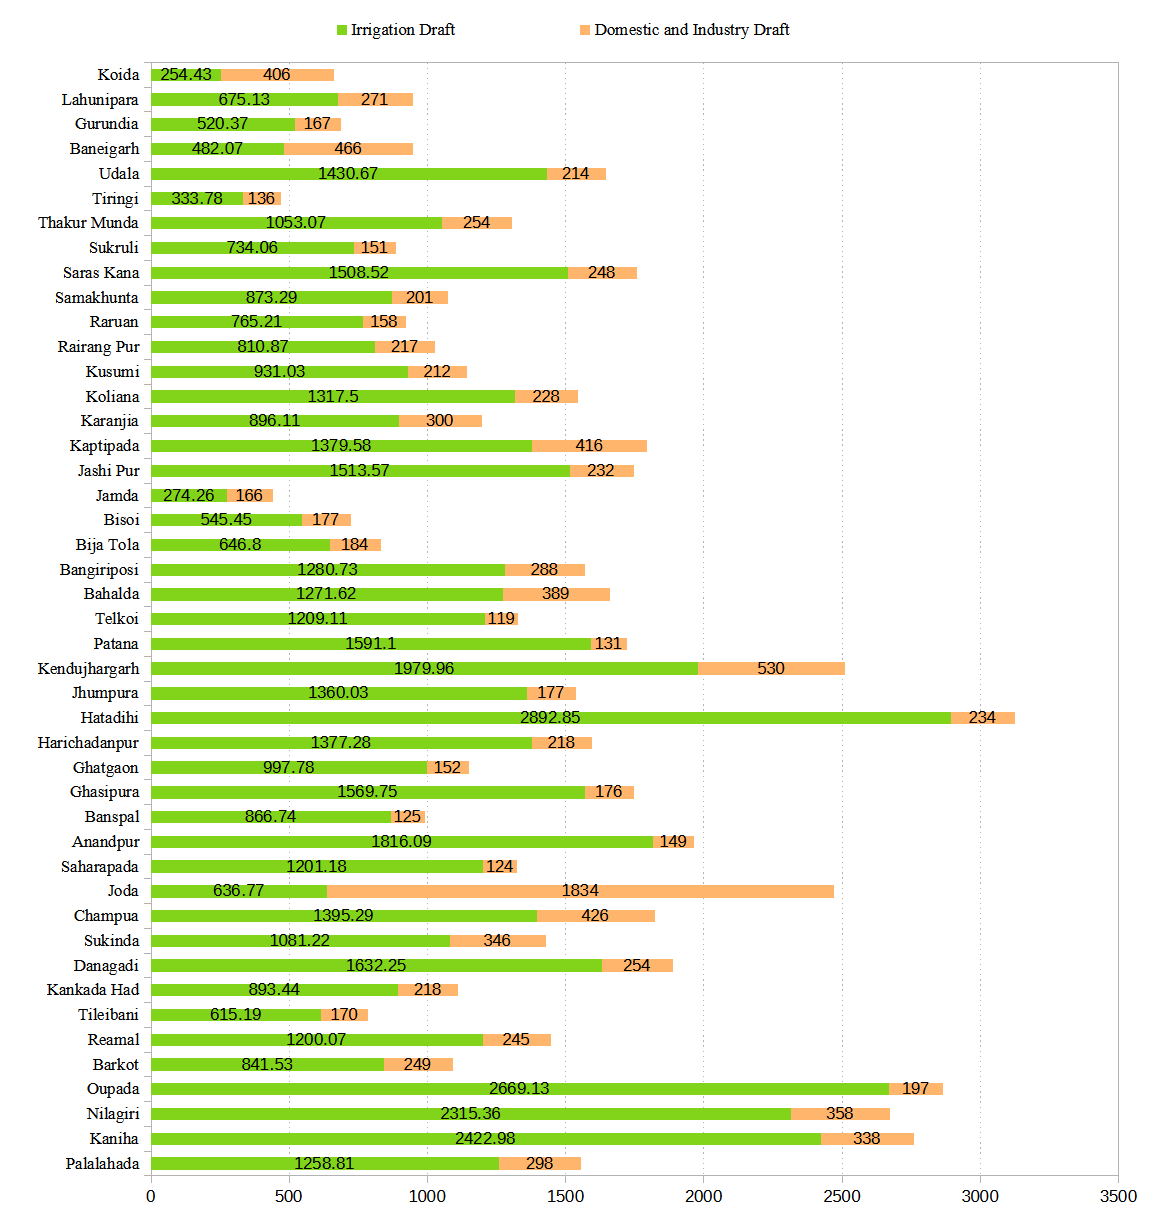 Irrigation Draft Domestic and Industry Draft
Koida 254.43 406
Lahunipara 675.13 271
Gurundia 520.37 167
Baneigarh 482.07 466
Udala 1430.67 214
Tiringi 333.78 136
Thakur Munda 1053.07 254
Sukruli 734.06 151
Saras Kana 1508.52 248
Samakhunta 873.29 201
Raruan 765.21 158
Rairang Pur 810.87 217
Kusumi 931.03 212
Koliana 1317.5 228
Karanjia 896.11 300
Kaptipada 1379.58 416
Jashi Pur 1513.57 232
Jamda 274.26 166
Bisoi 545.45 177
Bija Tola 646.8 184
Bangiriposi 1280.73 288
Bahalda 1271.62 389
Telkoi 1209.11 119
Patana 1591.1 131
Kendujhargarh 1979.96 530
Jhumpura 1360.03 177
Hatadihi 2892.85 234
Harichadanpur 1377.28 218
Ghatgaon 997.78 152
Ghasipura 1569.75 176
Banspal 866.74 125
Anandpur 1816.09 149
Saharapada 1201.18 124
Joda 636.77 1834
Champua 1395.29 426
Sukinda 1081.22 346
Danagadi 1632.25 254
Kankada Had 893.44 218
Tileibani 615.19 170
Reamal 1200.07 245
Barkot 841.53 249
Oupada 2669.13 197
Nilagiri 2315.36 358
Kaniha 2422.98 338
Palalahada 1258.81 298
0 500 1000 1500 2000 2500 3000 3500